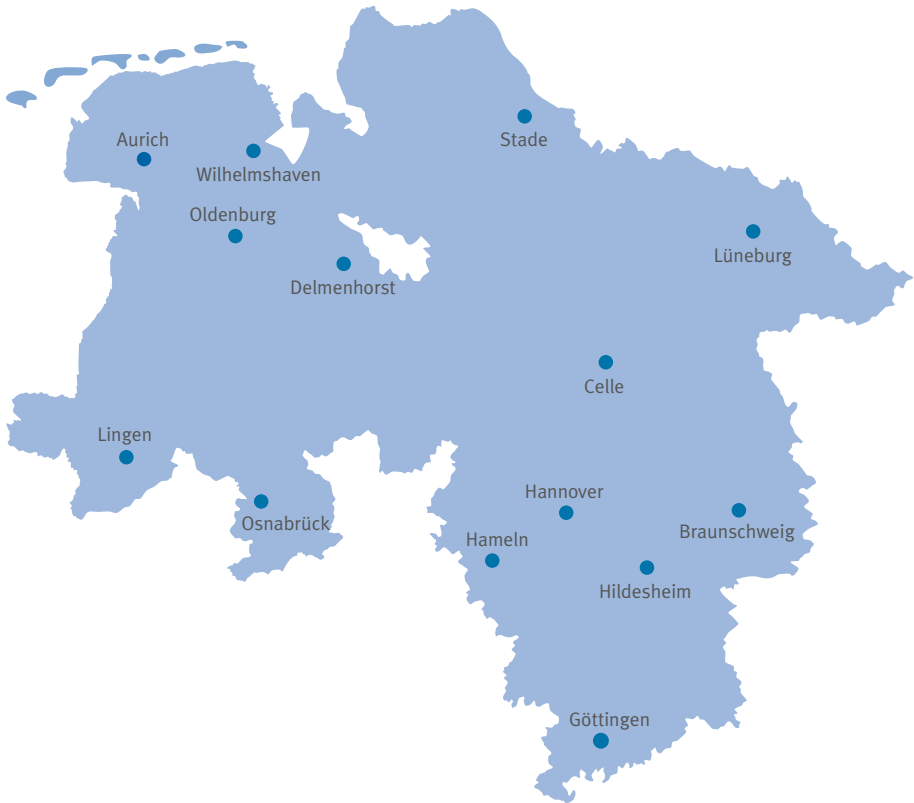 Stade
Aurich
Wilhelmshaven
Oldenburg
Lüneburg
Delmenhorst
Celle
Lingen
Hannover
Osnabrück
Braunschweig
Hameln
Hildesheim
Göttingen